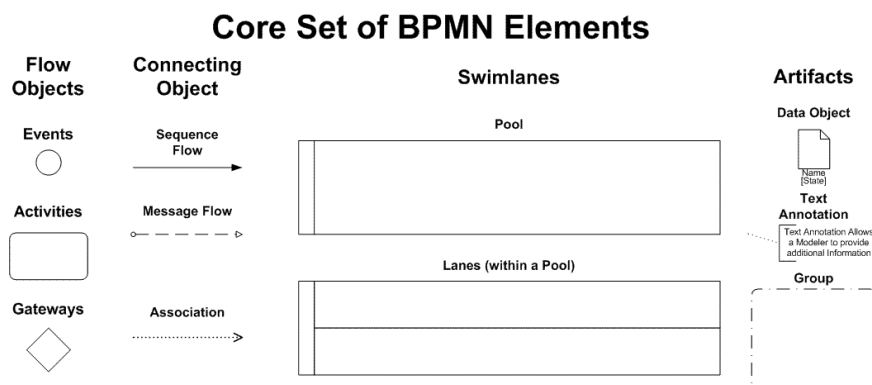 Core Set of BPMN Elements
Flow
Objects
Connecting
Object
Swimlanes
Artifacts
Events
Sequence
Flow
Pool
Data Object
Name
[State]
Activities
Message Flow
Text
Annotation
Text Annotation Allows
a Modeler to provide
additional Information
Lanes (within a Pool)
Group
Gateways
Association